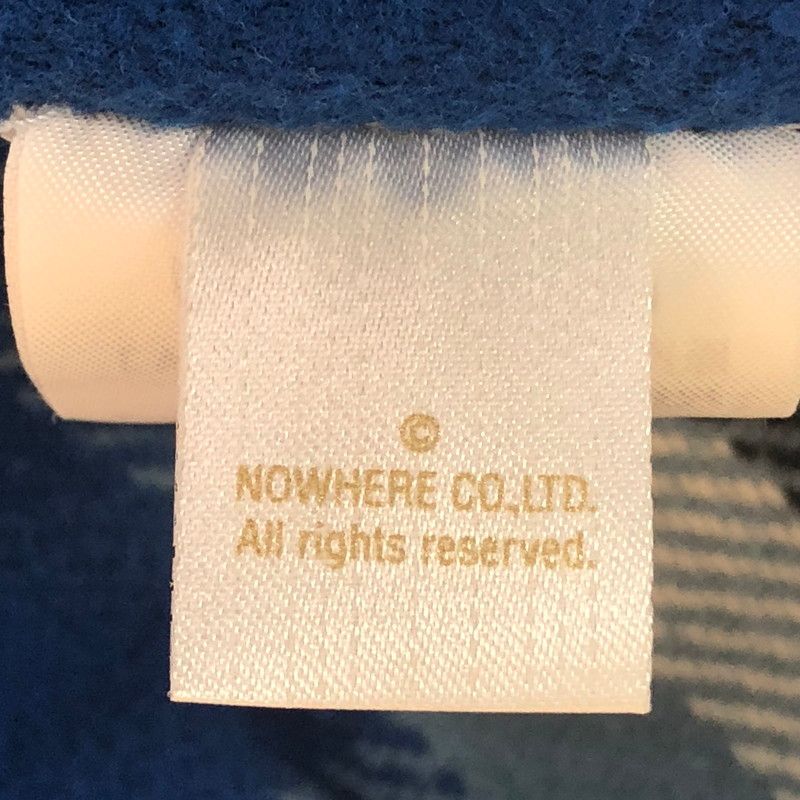 ©
NOWHERE CO.,LTD.
All rights reserved.